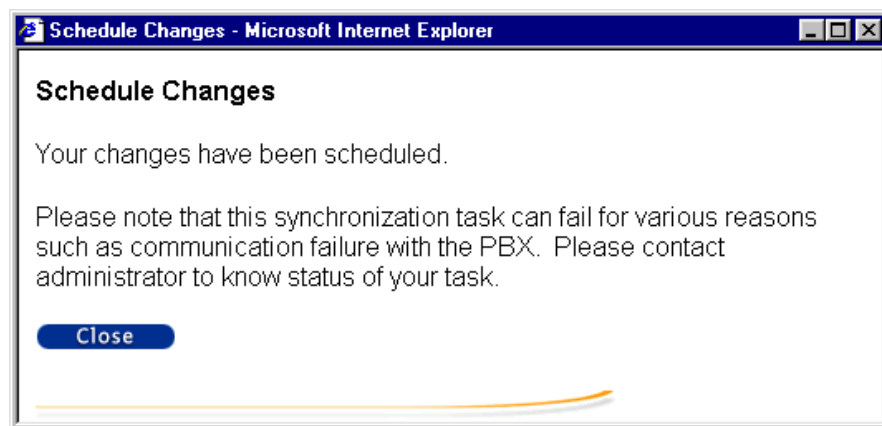 Schedule Changes - Microsoft Internet Explorer
Schedule Changes
Your changes have been scheduled.
Please note that this synchronization task can fail for various reasons
such as communication failure with the PBX.  Please contact
administrator to know status of your task.
Close